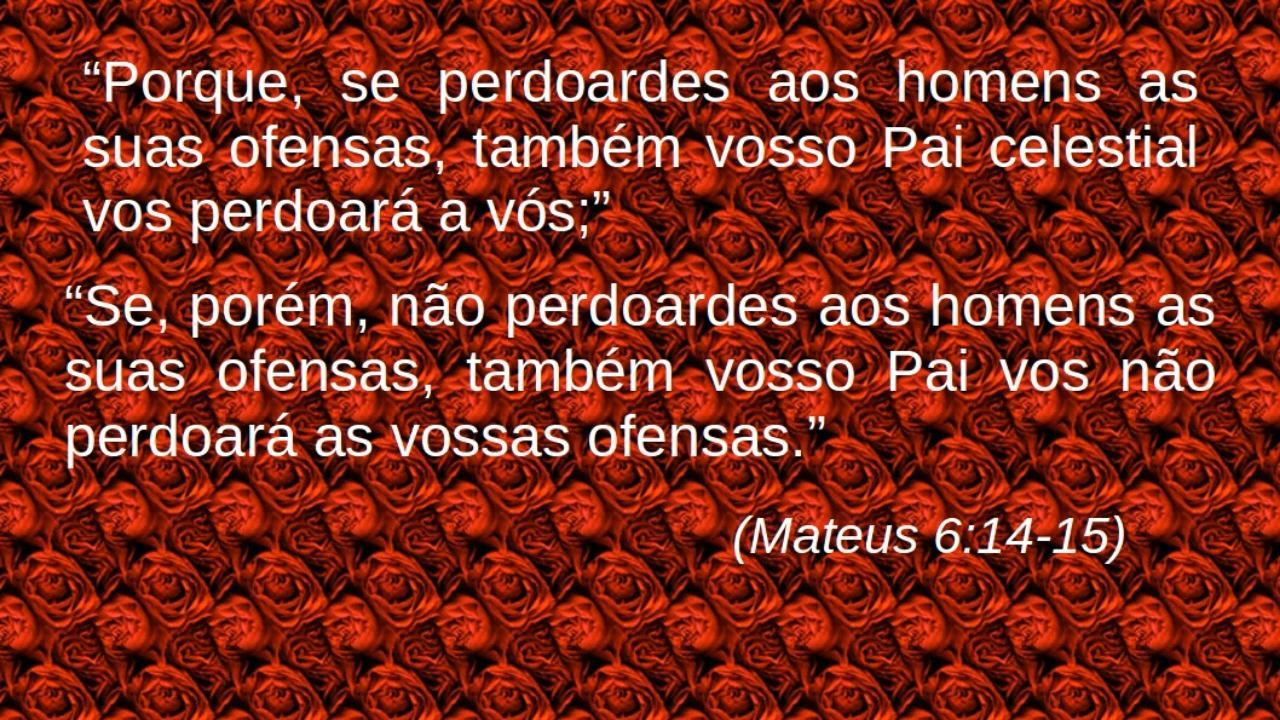 “Porque, se perdoardes aos homens as
suas ofensas, também vosso Pai celestial
vos perdoará a vós;”
“Se, porém, não perdoardes aos homens as
suas ofensas, também vosso Pai vos não
perdoará as vossas ofensas.”
(Mateus 6:14-15)